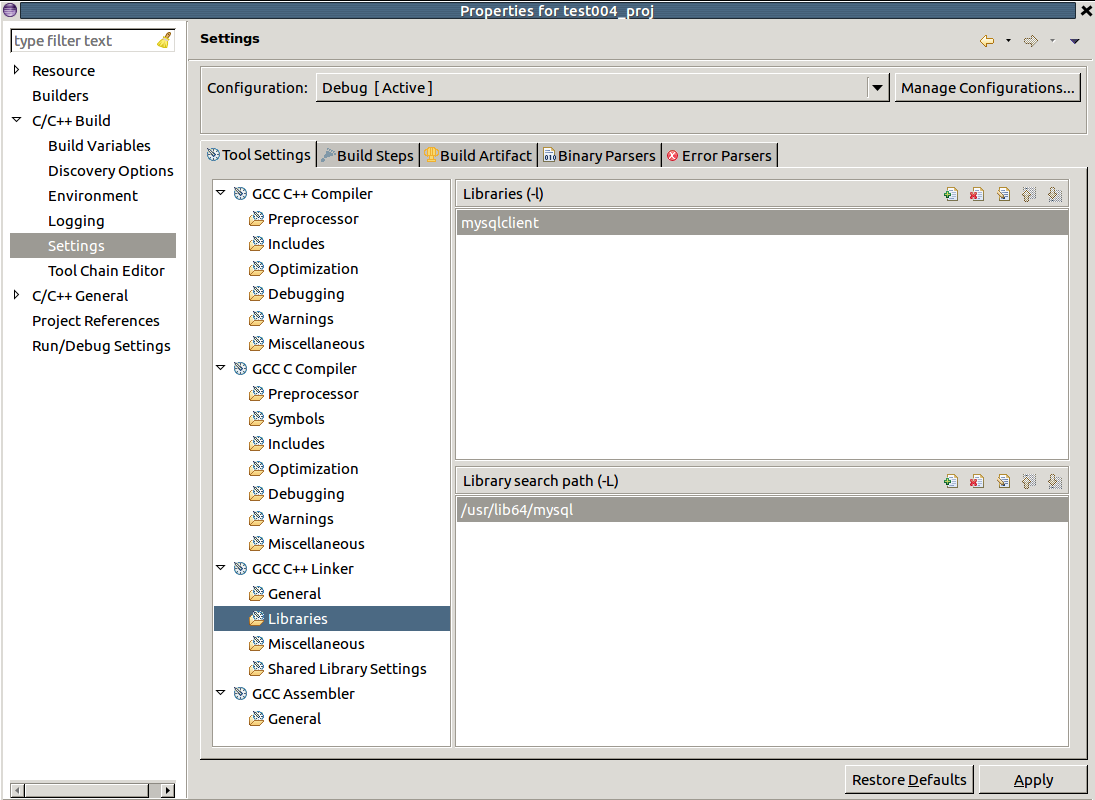 Properties for test004_proj
type filter text
Resource
Builders
C/C++ Build
Build Variables
Discovery Options
Environment
Logging
Settings
Tool Chain Editor
C/C++ General
Project References
Run/Debug Settings
Settings
Configuration: Debug [Active] Manage Configurations...
Tool Settings Build Steps Build Artifact Binary Parsers Error Parsers
GCC C++ Compiler
Preprocessor
Includes
Optimization
Debugging
Warnings
Miscellaneous
GCC C Compiler
Preprocessor
Symbols
Includes
Optimization
Debugging
Warnings
Miscellaneous
GCC C++ Linker
General
Libraries
Miscellaneous
Shared Library Settings
GCC Assembler
General
Libraries (-l)
mysqlclient
Library search path (-L)
/usr/lib64/mysql
Restore Defaults Apply